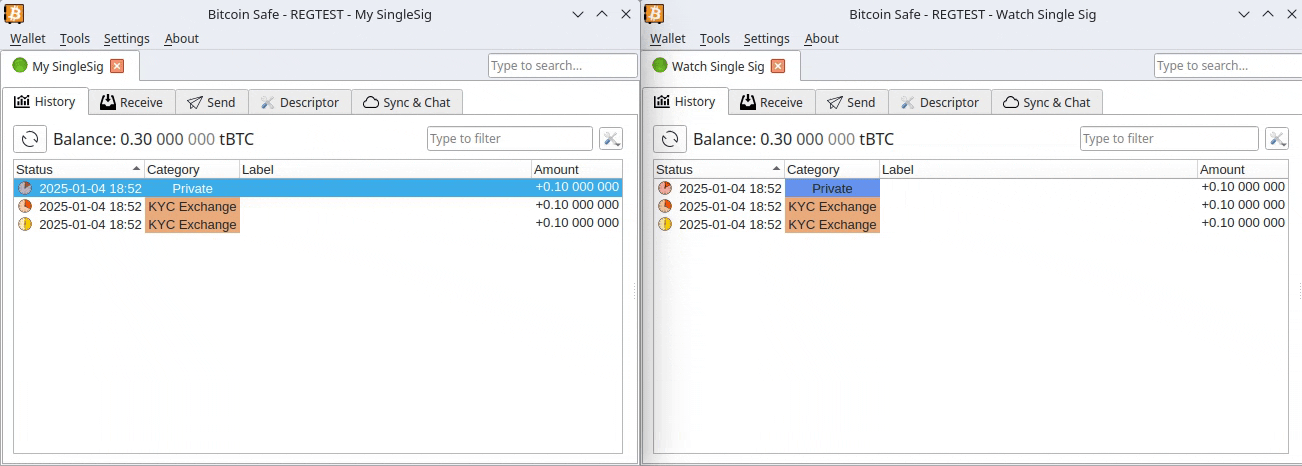 Bitcoin Safe - REGTEST - My SingleSig
Wallet Tools Settings About
My SingleSig Type to search...
History Receive Send Descriptor Sync & Chat
Balance: 0.30 000 000 tBTC Type to filter
Status Category Label Amount
2025-01-04 18:52 Private +0.10 000 000
2025-01-04 18:52 KYC Exchange +0.10 000 000
2025-01-04 18:52 KYC Exchange +0.10 000 000
Bitcoin Safe - REGTEST - Watch Single Sig
Wallet Tools Settings About
Watch Single Sig Type to search...
History Receive Send Descriptor Sync & Chat
Balance: 0.30 000 000 tBTC Type to filter
Status Category Label Amount
2025-01-04 18:52 Private +0.10 000 000
2025-01-04 18:52 KYC Exchange +0.10 000 000
2025-01-04 18:52 KYC Exchange +0.10 000 000